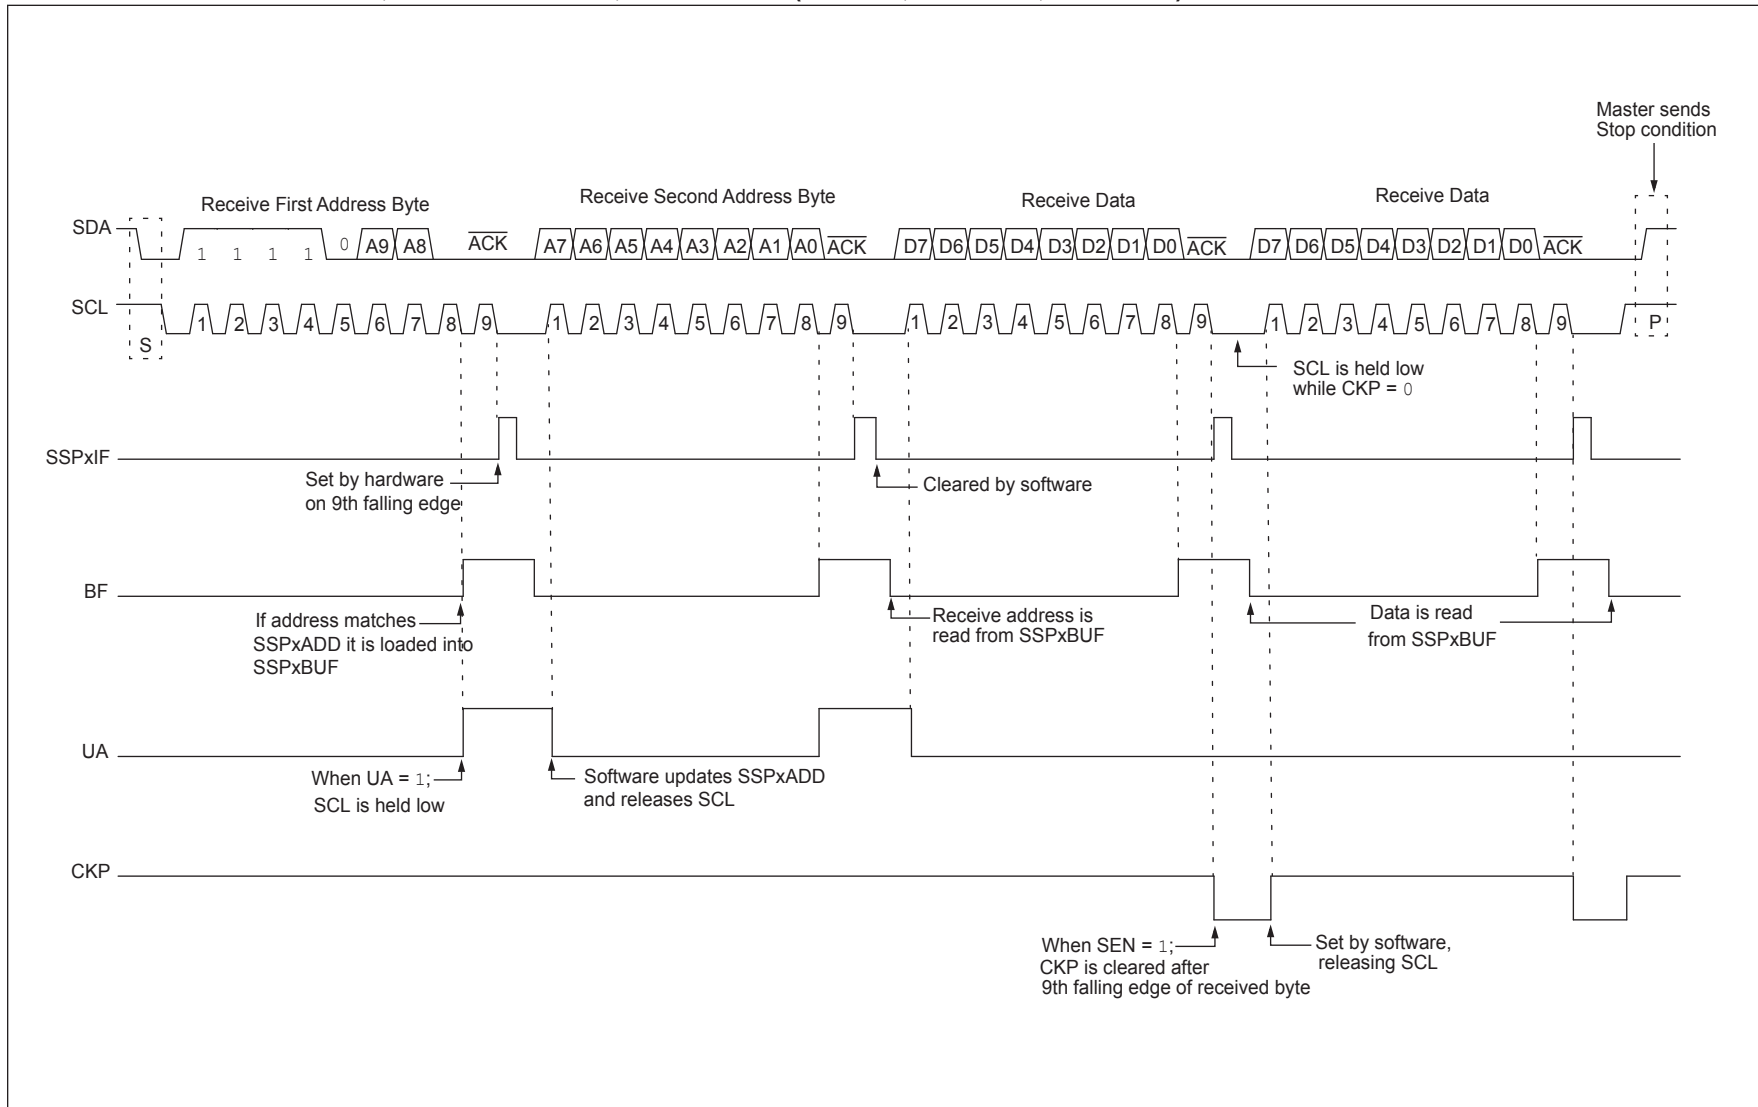 Master sends
Stop condition
Receive First Address Byte
Receive Second Address Byte
Receive Data
Receive Data
SDA
1 1 1 1 0 A9 A8 ACK A7 A6 A5 A4 A3 A2 A1 A0 ACK D7 D6 D5 D4 D3 D2 D1 D0 ACK D7 D6 D5 D4 D3 D2 D1 D0 ACK
SCL
S 1 2 3 4 5 6 7 8 9 1 2 3 4 5 6 7 8 9 1 2 3 4 5 6 7 8 9 1 2 3 4 5 6 7 8 9 P
SCL is held low
while CKP = 0
SSPxIF
Set by hardware
on 9th falling edge
Cleared by software
BF
If address matches
SSPxADD it is loaded into
SSPxBUF
Receive address is
read from SSPxBUF
Data is read
from SSPxBUF
UA
When UA = 1;
SCL is held low
Software updates SSPxADD
and releases SCL
CKP
When SEN = 1;
CKP is cleared after
9th falling edge of received byte
Set by software,
releasing SCL